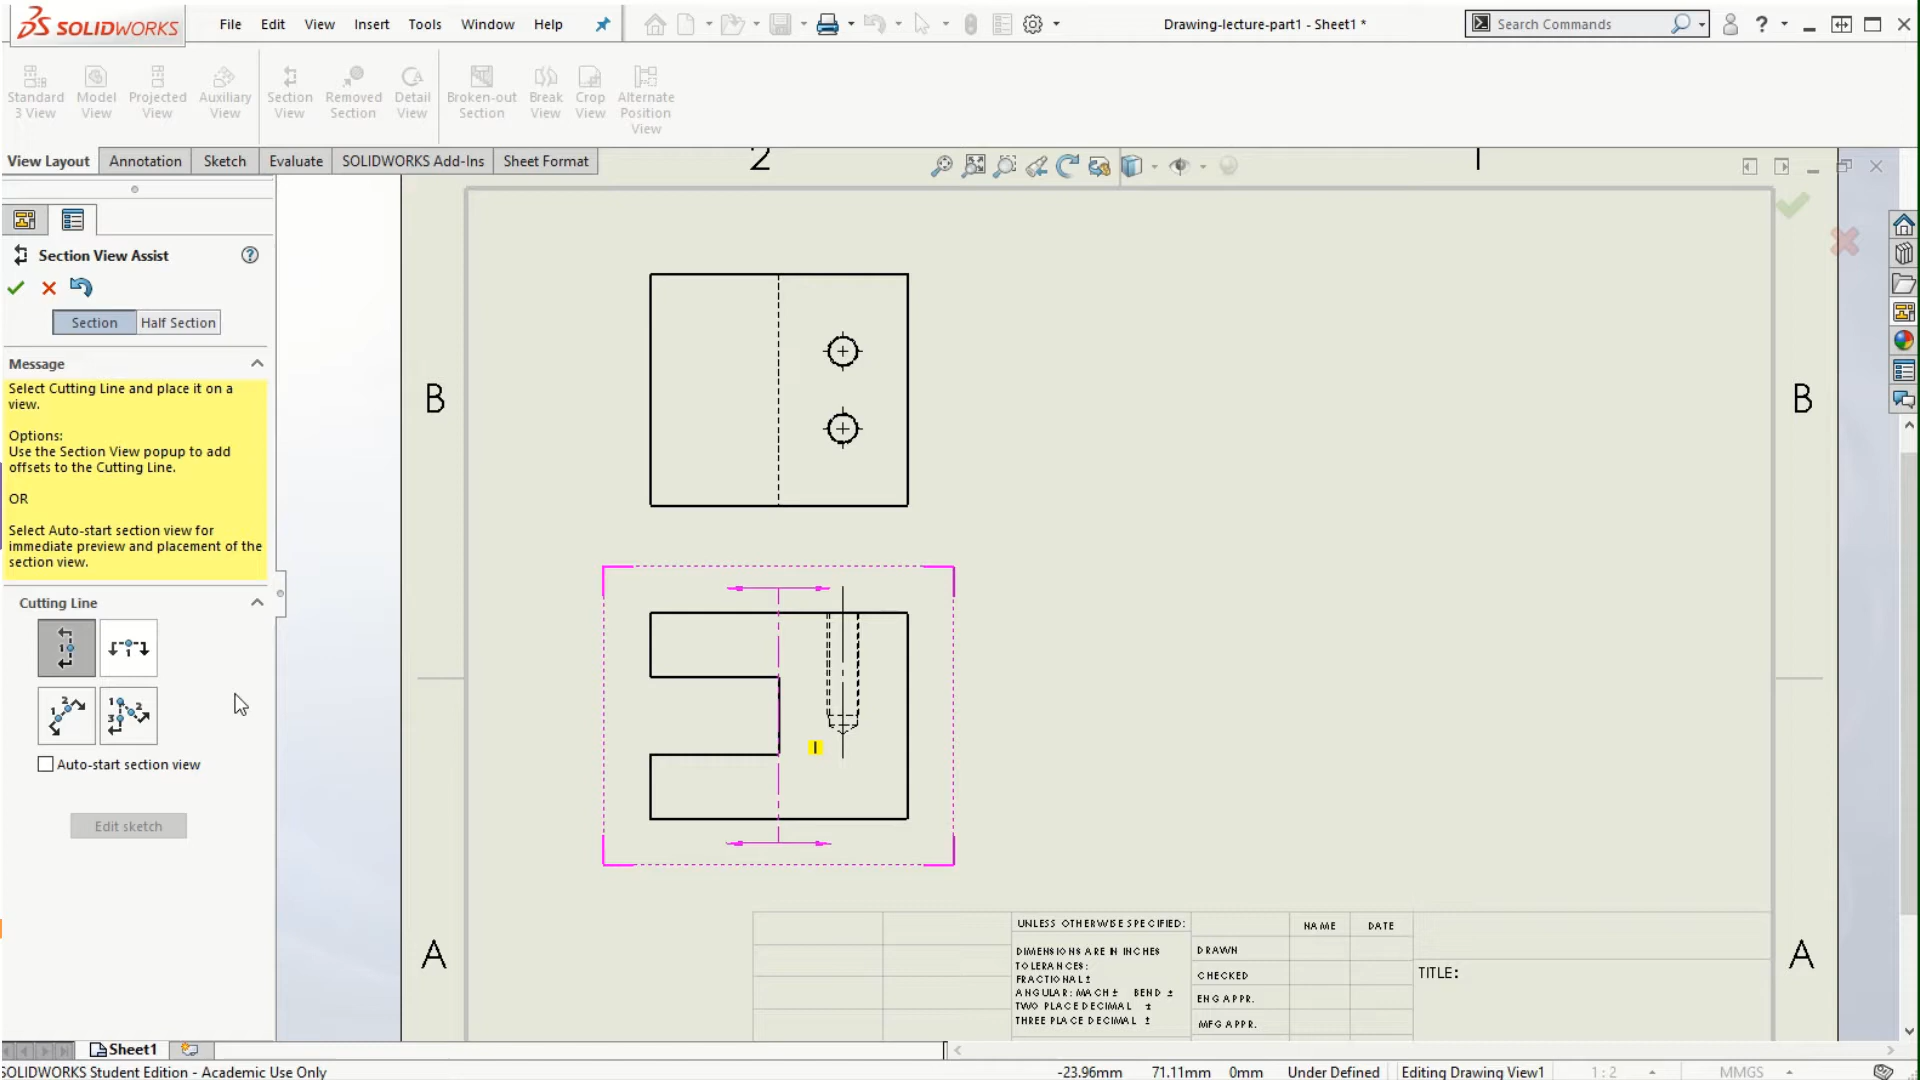 SOLIDWORKS
File Edit View Insert Tools Window Help
Drawing-lecture-part1 - Sheet1 *
Search Commands
Standard 3 View
Model View
Projected View
Auxiliary View
Section View
Removed Section
Detail View
Broken-out Section
Break View
Crop View
Alternate Position View
View Layout Annotation Sketch Evaluate SOLIDWORKS Add-Ins Sheet Format
2 1
Section View Assist
Section Half Section
Message
Select Cutting Line and place it on a
view.
Options:
Use the Section View popup to add
offsets to the Cutting Line.
OR
Select Auto-start section view for
immediate preview and placement of the
section view.
Cutting Line
Auto-start section view
Edit sketch
B B
A A
UNLESS OTHERWISE SPECIFIED:
DIMENSIONS ARE IN INCHES
TOLERANCES:
FRACTIONAL ±
ANGULAR: MACH ± BEND ±
TWO PLACE DECIMAL ±
THREE PLACE DECIMAL ±
NAME DATE
DRAWN
CHECKED
ENG APPR.
MFG APPR.
TITLE:
Sheet1
SOLIDWORKS Student Edition - Academic Use Only
-23.96mm 71.11mm 0mm Under Defined Editing Drawing View1 1 : 2 MMGS